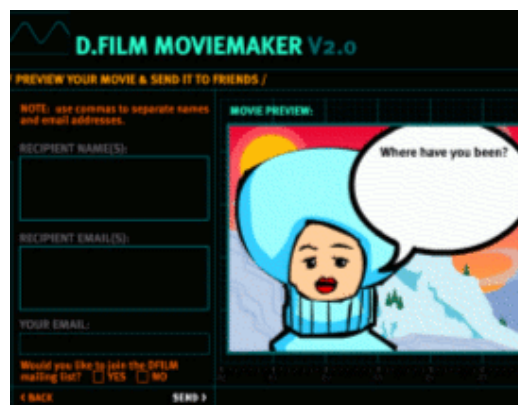 D.FILM MOVIEMAKER V2.0
/ PREVIEW YOUR MOVIE & SEND IT TO FRIENDS /
NOTE: use commas to separate names
and email addresses.
RECIPIENT NAME(S):
RECIPIENT EMAIL(S):
YOUR EMAIL:
Would you like to join the DFILM
mailing list? YES NO
< BACK
SEND >
MOVIE PREVIEW:
Where have you been?